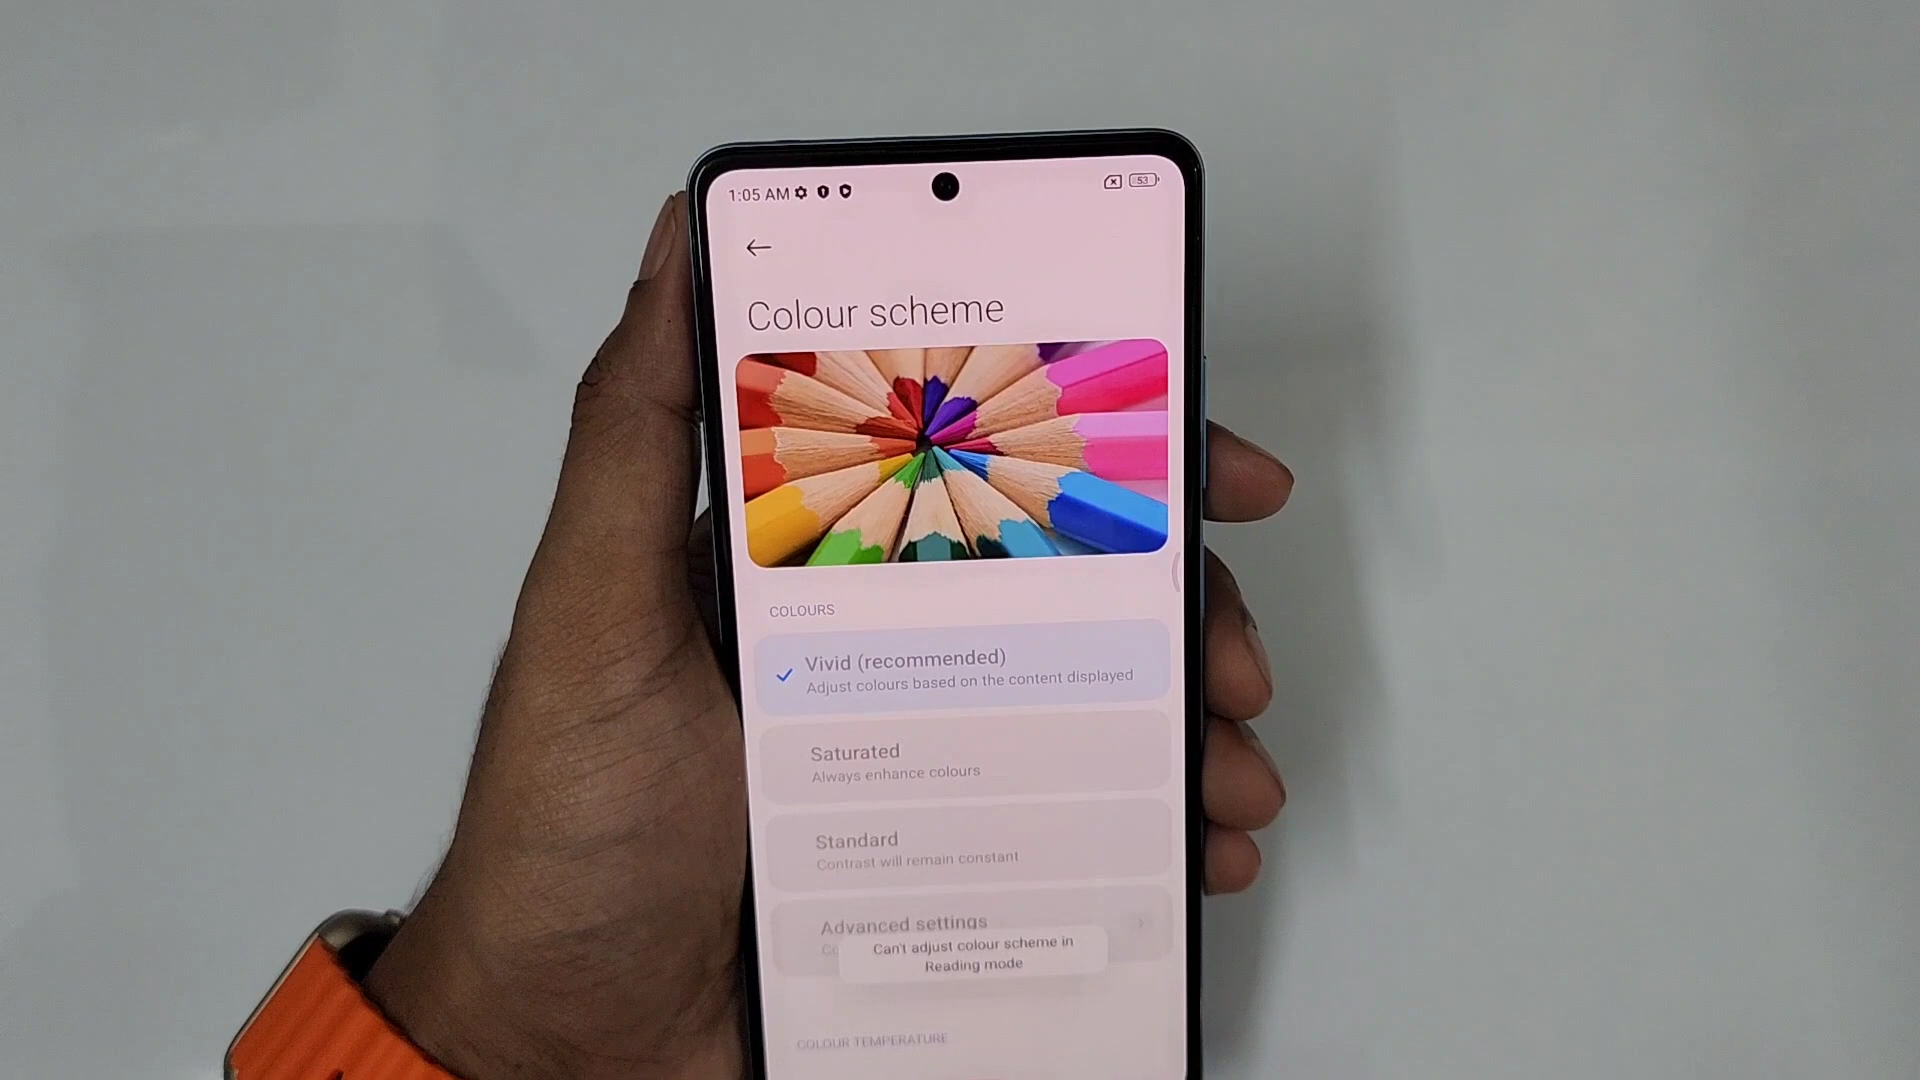 1:05 AM
53
Colour scheme
COLOURS
Vivid (recommended)
Adjust colours based on the content displayed
Saturated
Always enhance colours
Standard
Contrast will remain constant
Advanced settings
Can't adjust colour scheme in
Reading mode
COLOUR TEMPERATURE